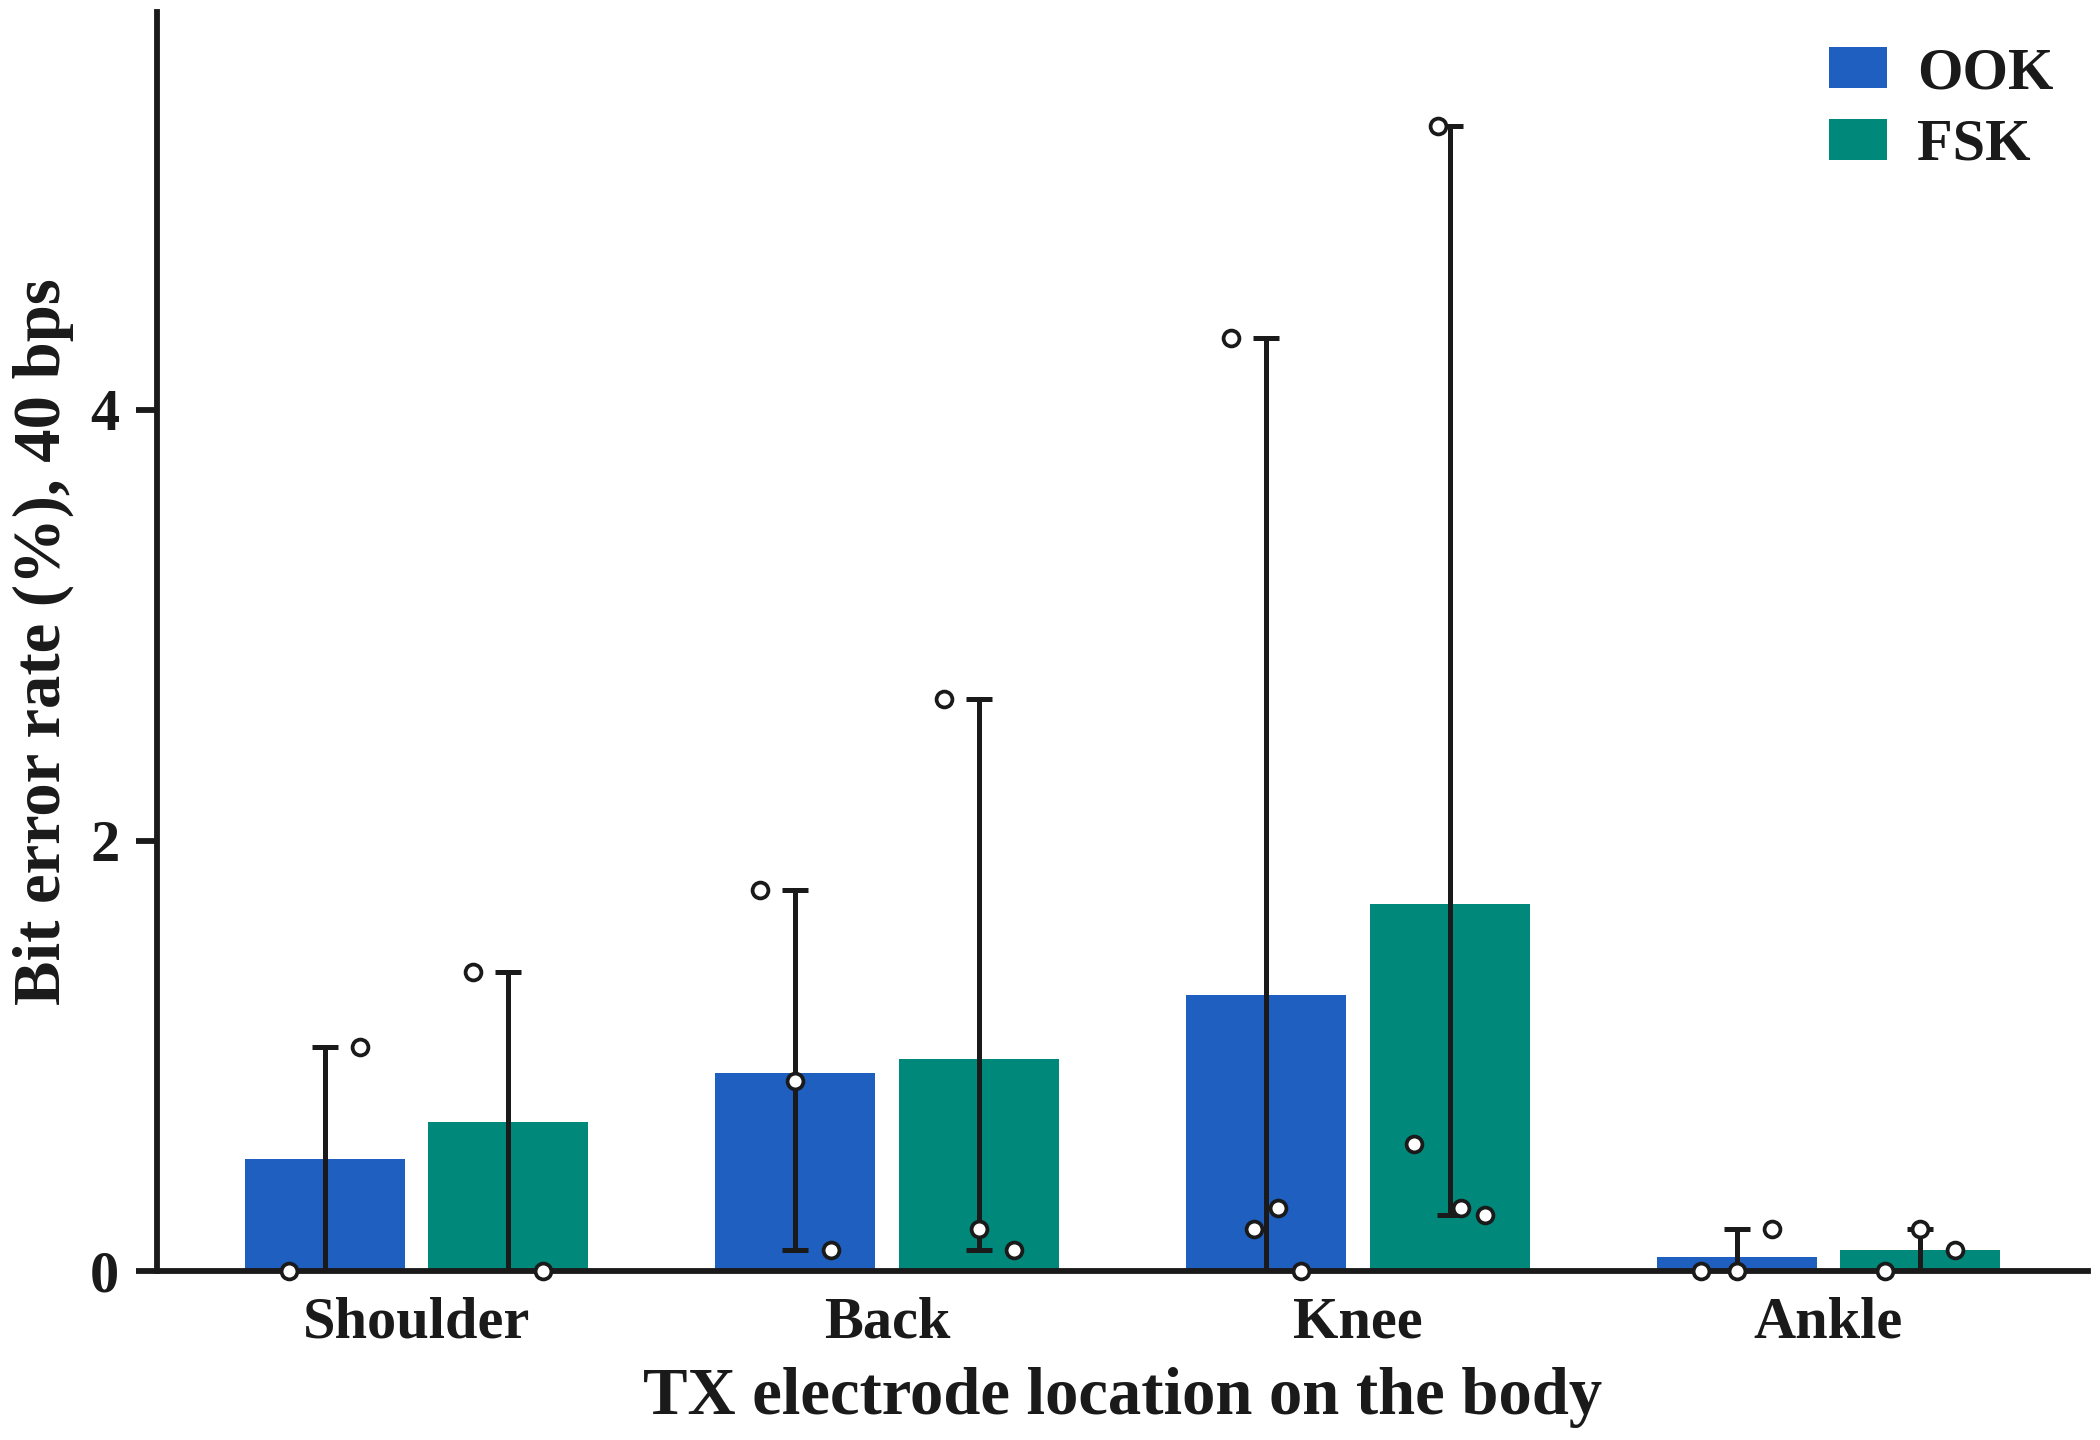 OOK
FSK
Bit error rate (%), 40 bps
4
2
0
Shoulder Back Knee Ankle
TX electrode location on the body